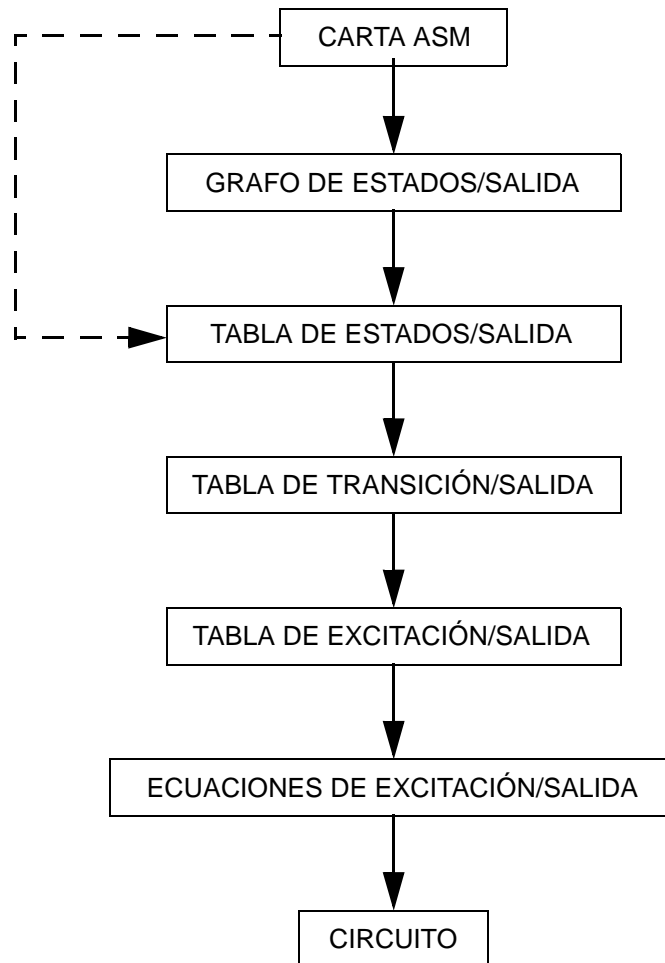 CARTA ASM
GRAFO DE ESTADOS/SALIDA
TABLA DE ESTADOS/SALIDA
TABLA DE TRANSICIÓN/SALIDA
TABLA DE EXCITACIÓN/SALIDA
ECUACIONES DE EXCITACIÓN/SALIDA
CIRCUITO